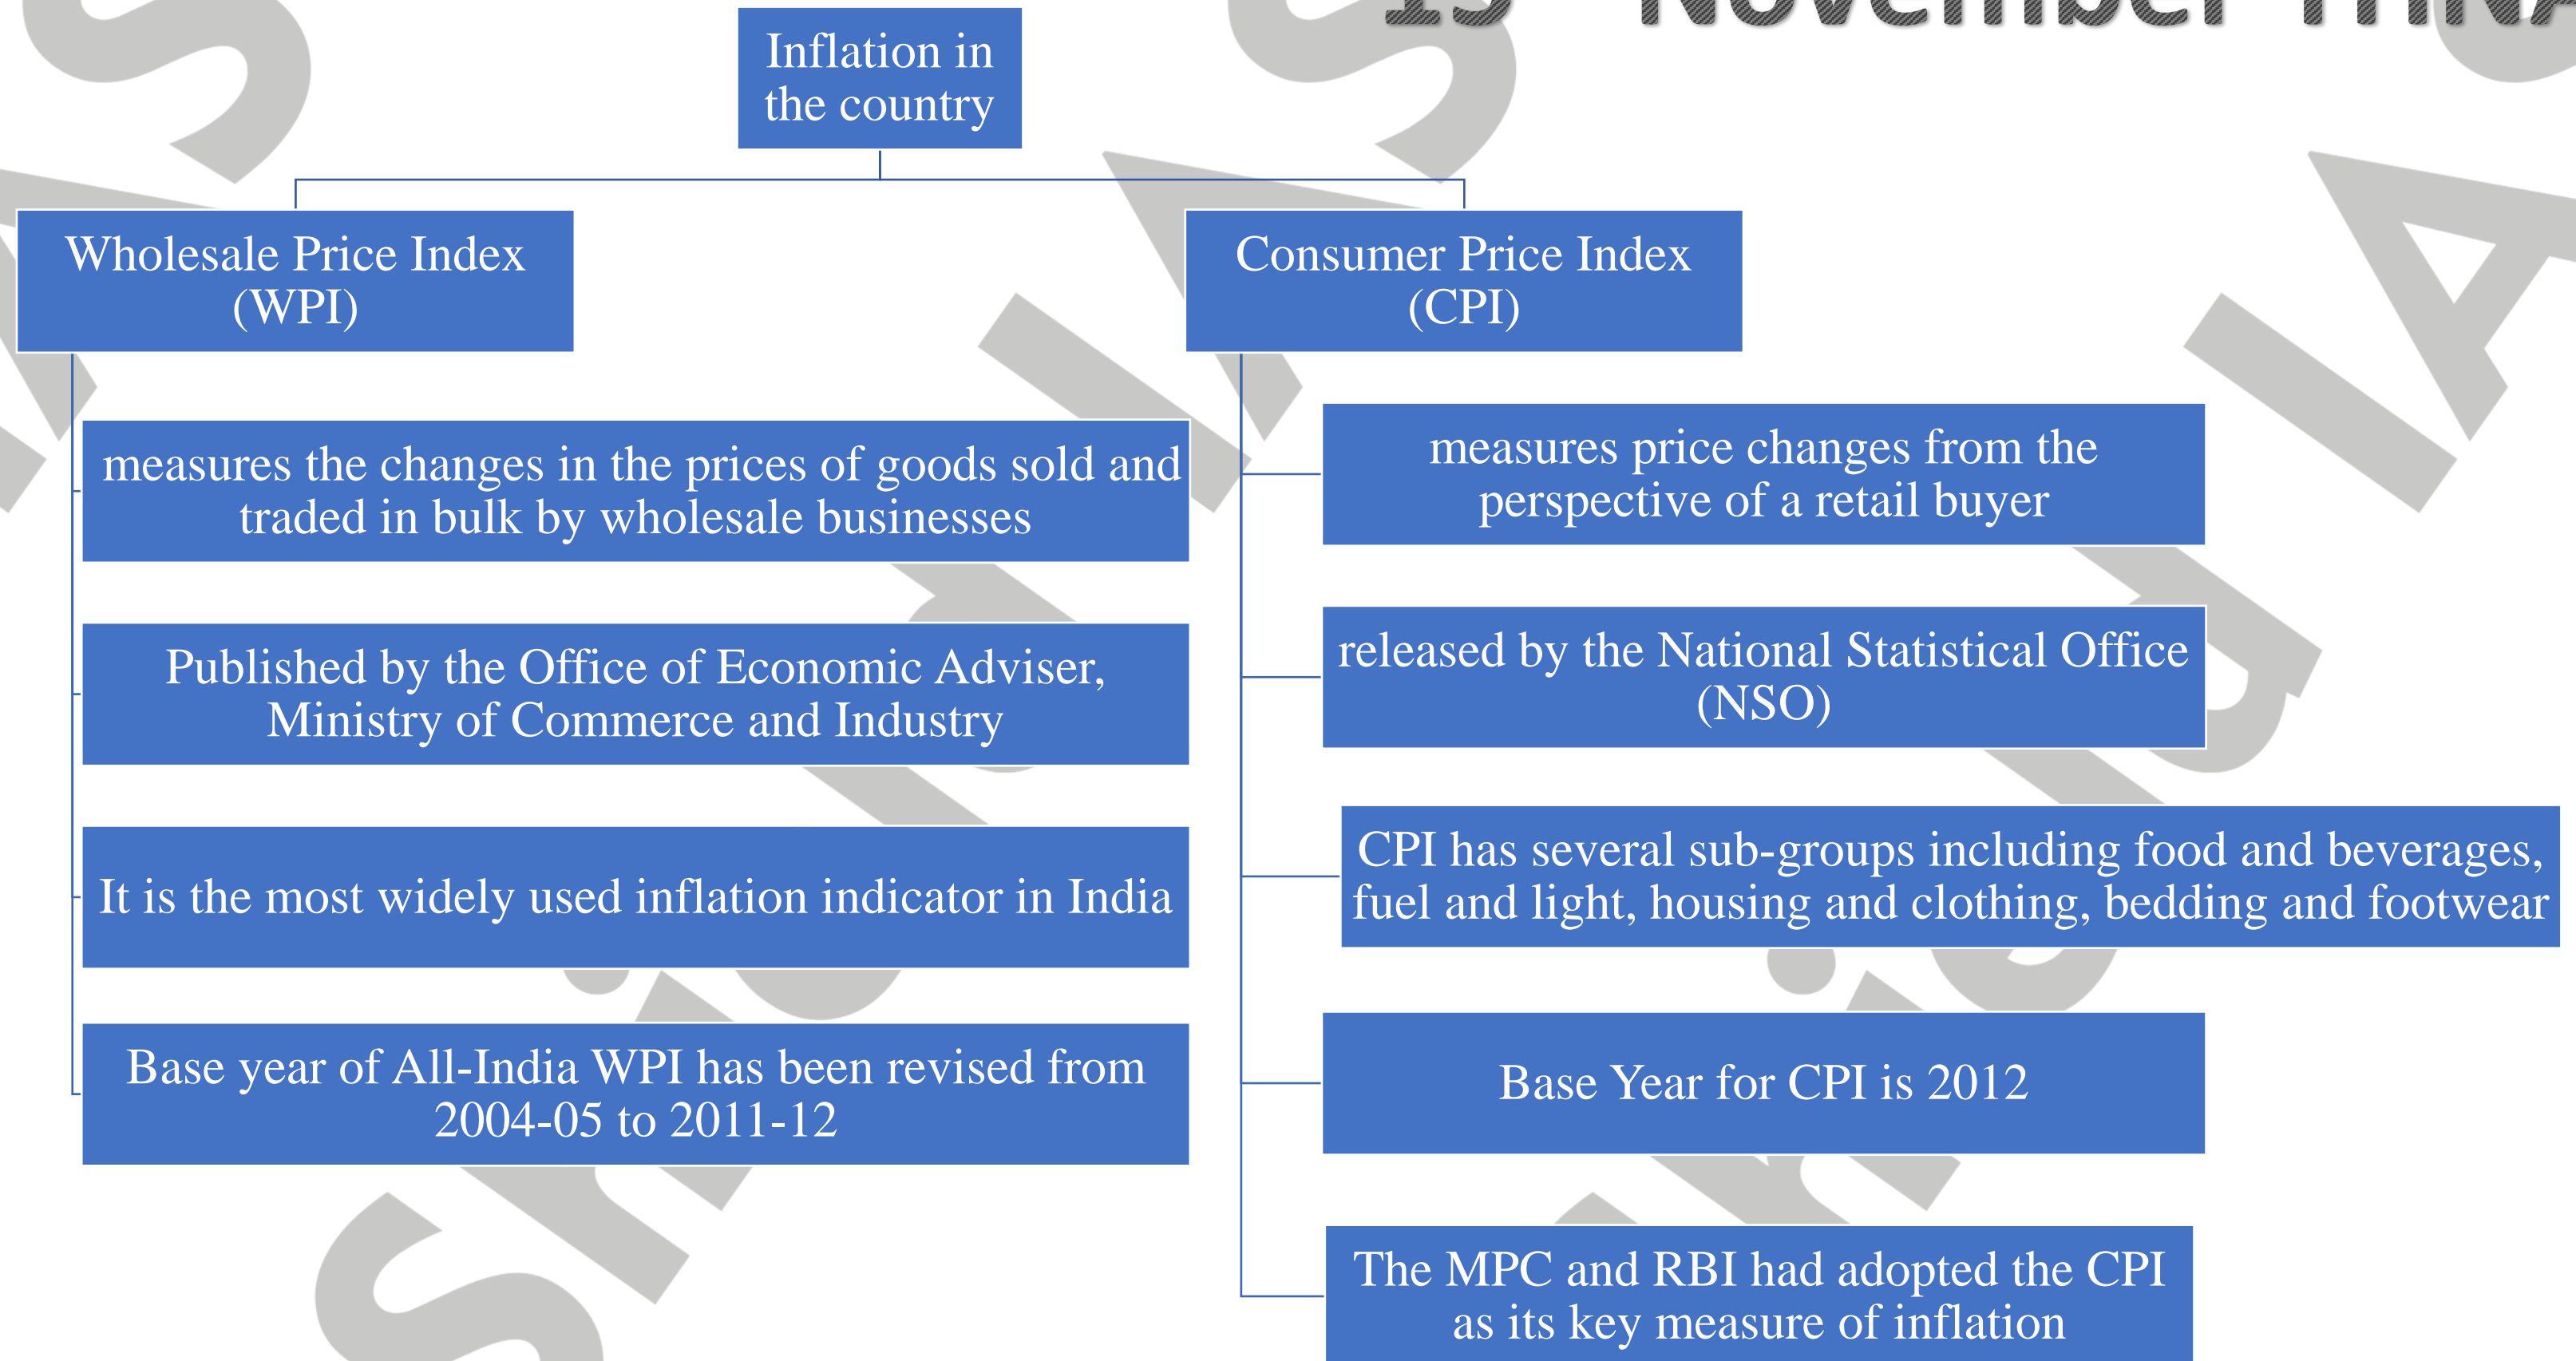 November
Inflation in
the country
Wholesale Price Index
(WPI)
measures the changes in the prices of goods sold and
traded in bulk by wholesale businesses
Published by the Office of Economic Adviser,
Ministry of Commerce and Industry
It is the most widely used inflation indicator in India
Base year of All-India WPI has been revised from
2004-05 to 2011-12
Consumer Price Index
(CPI)
measures price changes from the
perspective of a retail buyer
released by the National Statistical Office
(NSO)
CPI has several sub-groups including food and beverages,
fuel and light, housing and clothing, bedding and footwear
Base Year for CPI is 2012
The MPC and RBI had adopted the CPI
as its key measure of inflation